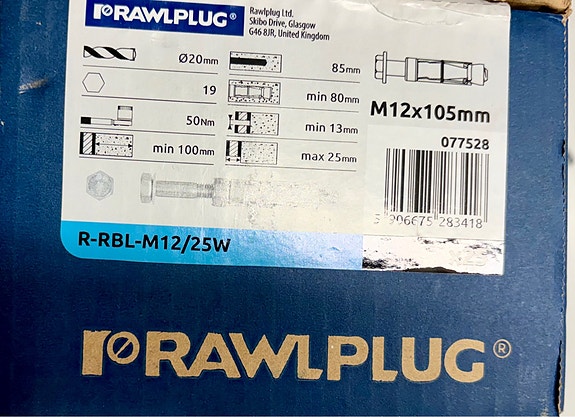 RAWLPLUG®
Rawlplug Ltd.
Skibo Drive, Glasgow
G46 8JR, United Kingdom
Ø20mm
85mm
19
min 80mm
M12x105mm
50Nm
min 13mm
077528
min 100mm
max 25mm
5 906675 283418
R-RBL-M12/25W
RAWLPLUG®